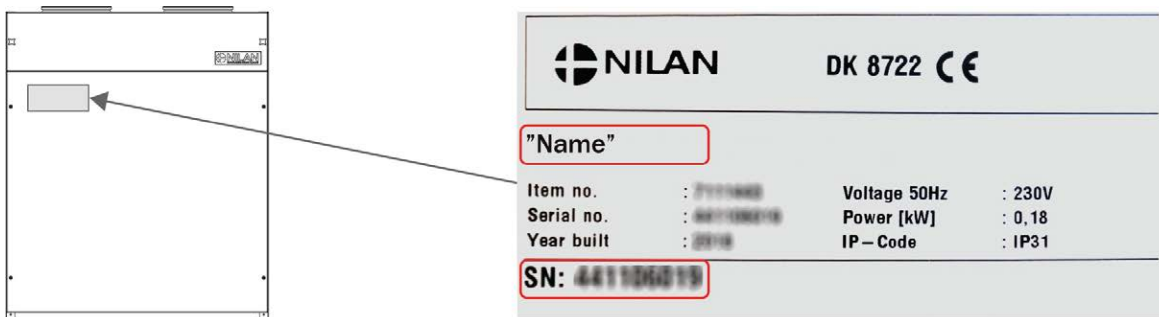 NILAN
NILAN DK 8722 CE
"Name"
Item no. :
Voltage 50Hz : 230V
Serial no. :
Power [kW] : 0,18
Year built :
IP-Code : IP31
SN: